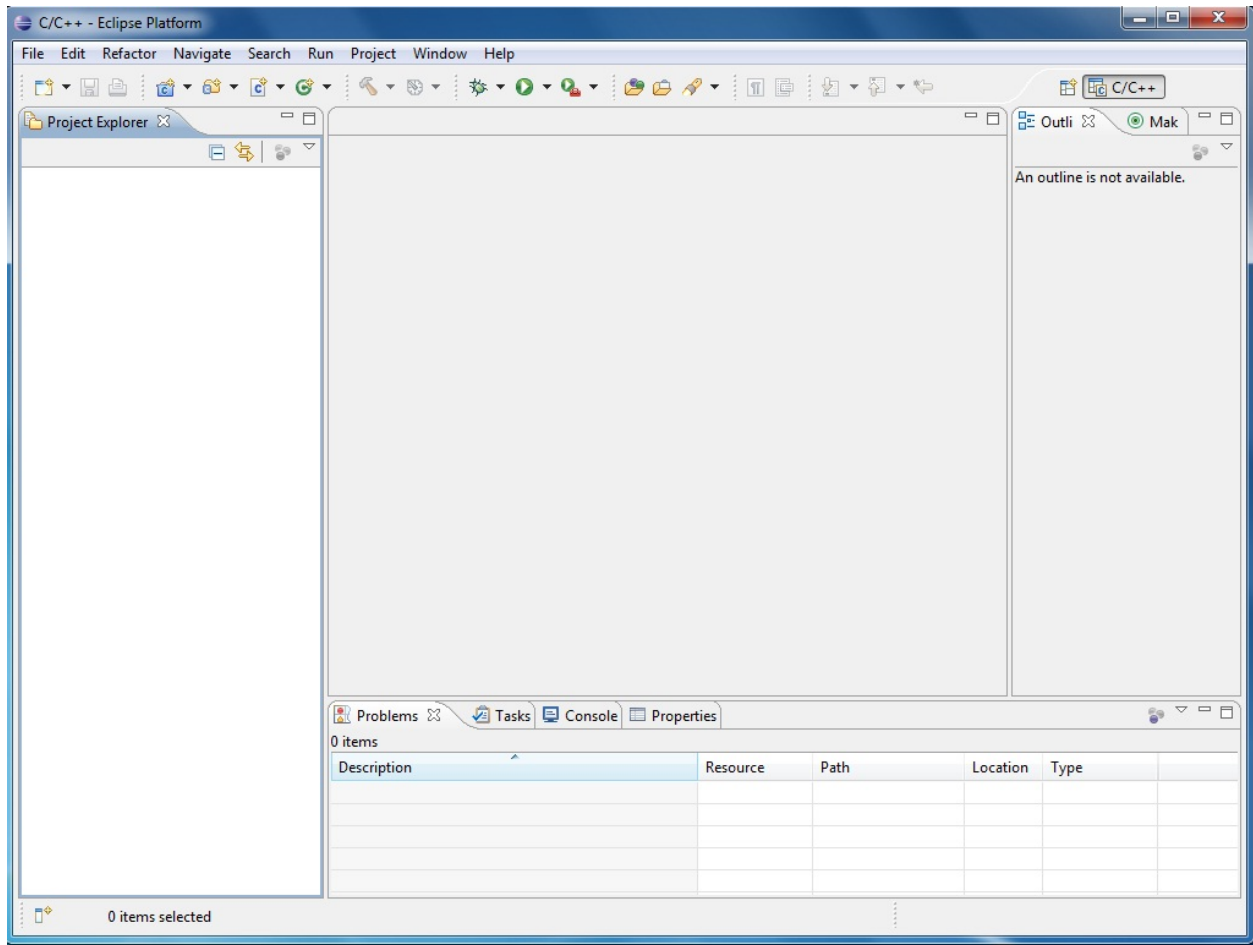 C/C++ - Eclipse Platform
File Edit Refactor Navigate Search Run Project Window Help
C/C++
Project Explorer
Outli Mak
An outline is not available.
Problems Tasks Console Properties
0 items
Description Resource Path Location Type
0 items selected